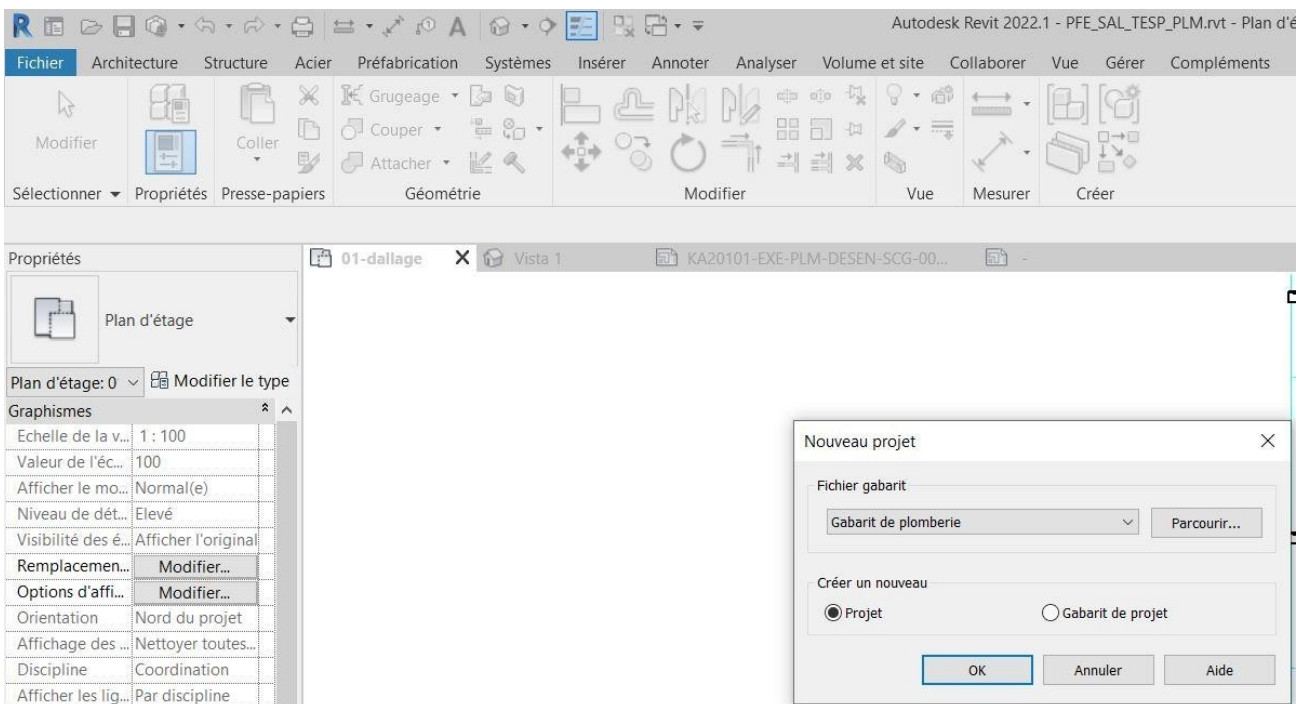 Autodesk Revit 2022.1 - PFE_SAL_TESP_PLM.rvt - Plan d'é
Fichier Architecture Structure Acier Préfabrication Systèmes Insérer Annoter Analyser Volume et site Collaborer Vue Gérer Compléments
Grugeage
Modifier Coller Couper
Attacher
Sélectionner Propriétés Presse-papiers Géométrie Modifier Vue Mesurer Créer
Propriétés 01-dallage X Vista 1 KA20101-EXE-PLM-DESEN-SCG-00... -
Plan d'étage
Plan d'étage: 0 Modifier le type
Graphismes
Echelle de la v... 1 : 100
Valeur de l'éc... 100
Afficher le mo... Normal(e)
Niveau de dét... Elevé
Visibilité des é... Afficher l'original
Remplacemen... Modifier...
Options d'affi... Modifier...
Orientation Nord du projet
Affichage des ... Nettoyer toutes...
Discipline Coordination
Afficher les lig... Par discipline
Nouveau projet
Fichier gabarit
Gabarit de plomberie Parcourir...
Créer un nouveau
Projet Gabarit de projet
OK Annuler Aide